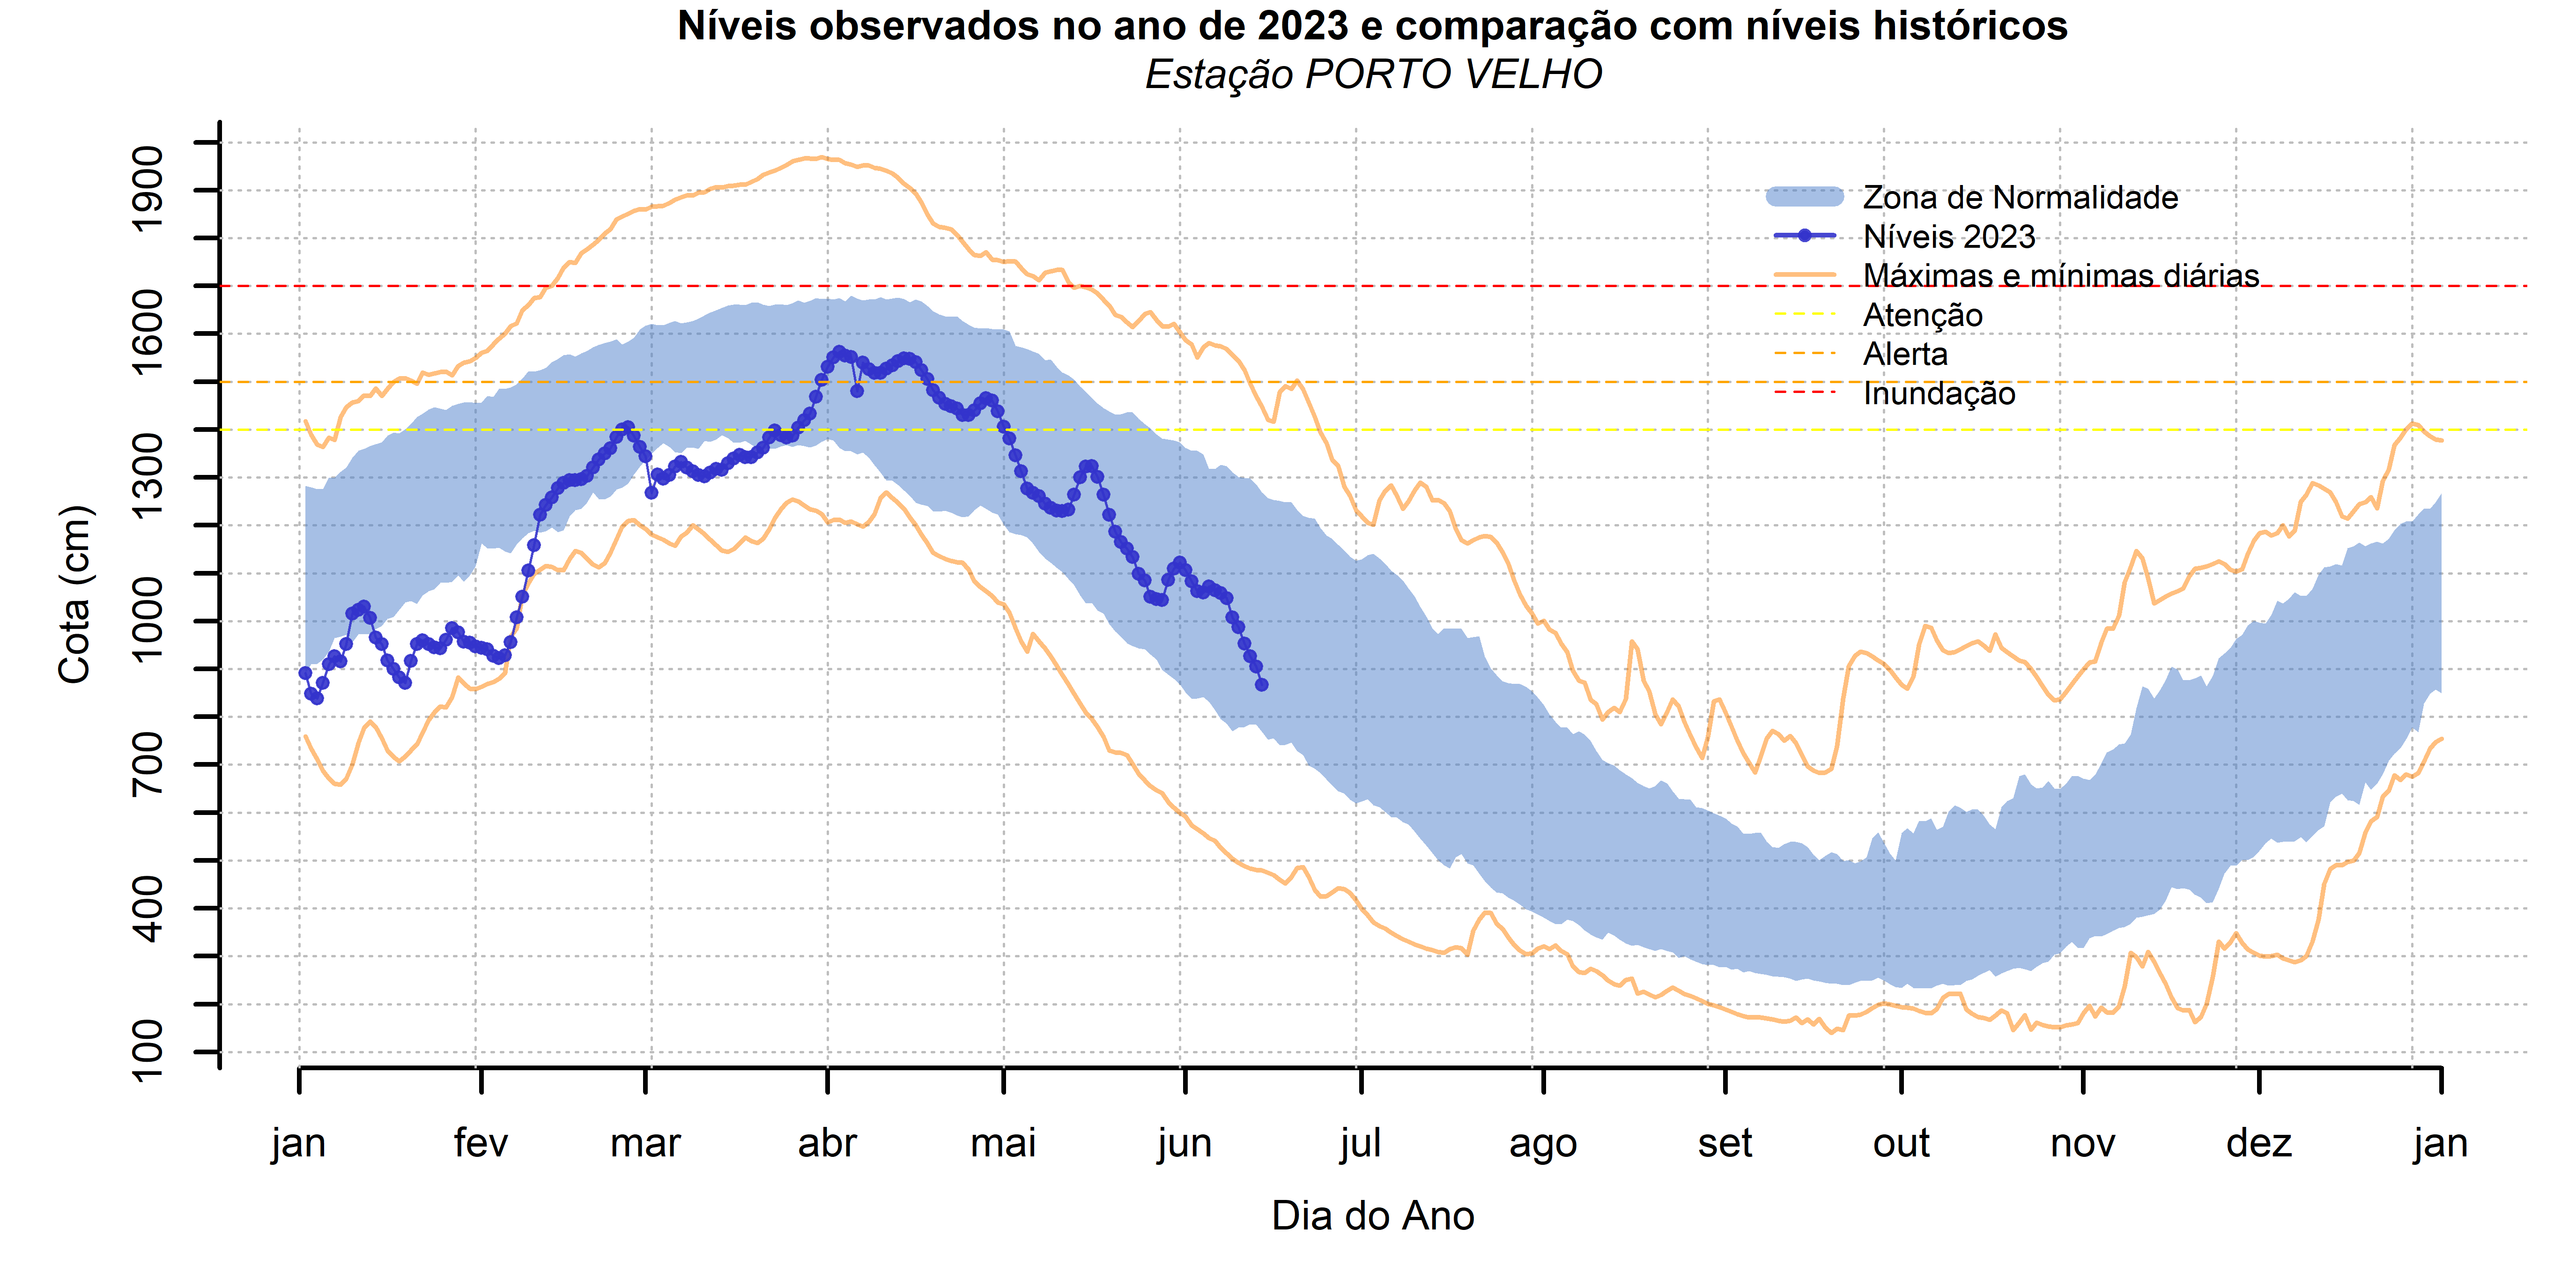 Níveis observados no ano de 2023 e comparação com níveis históricos
Estação PORTO VELHO
Cota (cm)
1900
1600
1300
1000
700
400
100
Zona de Normalidade
Níveis 2023
Máximas e mínimas diárias
Atenção
Alerta
Inundação
jan fev mar abr mai jun jul ago set out nov dez jan
Dia do Ano